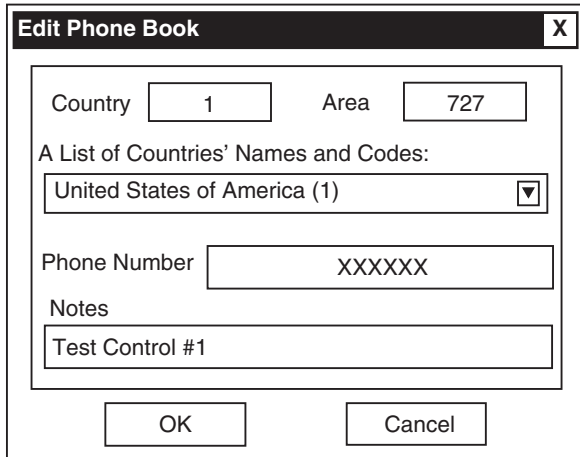 Edit Phone Book X
Country 1 Area 727
A List of Countries' Names and Codes:
United States of America (1) ▼
Phone Number XXXXXX
Notes
Test Control #1
OK Cancel